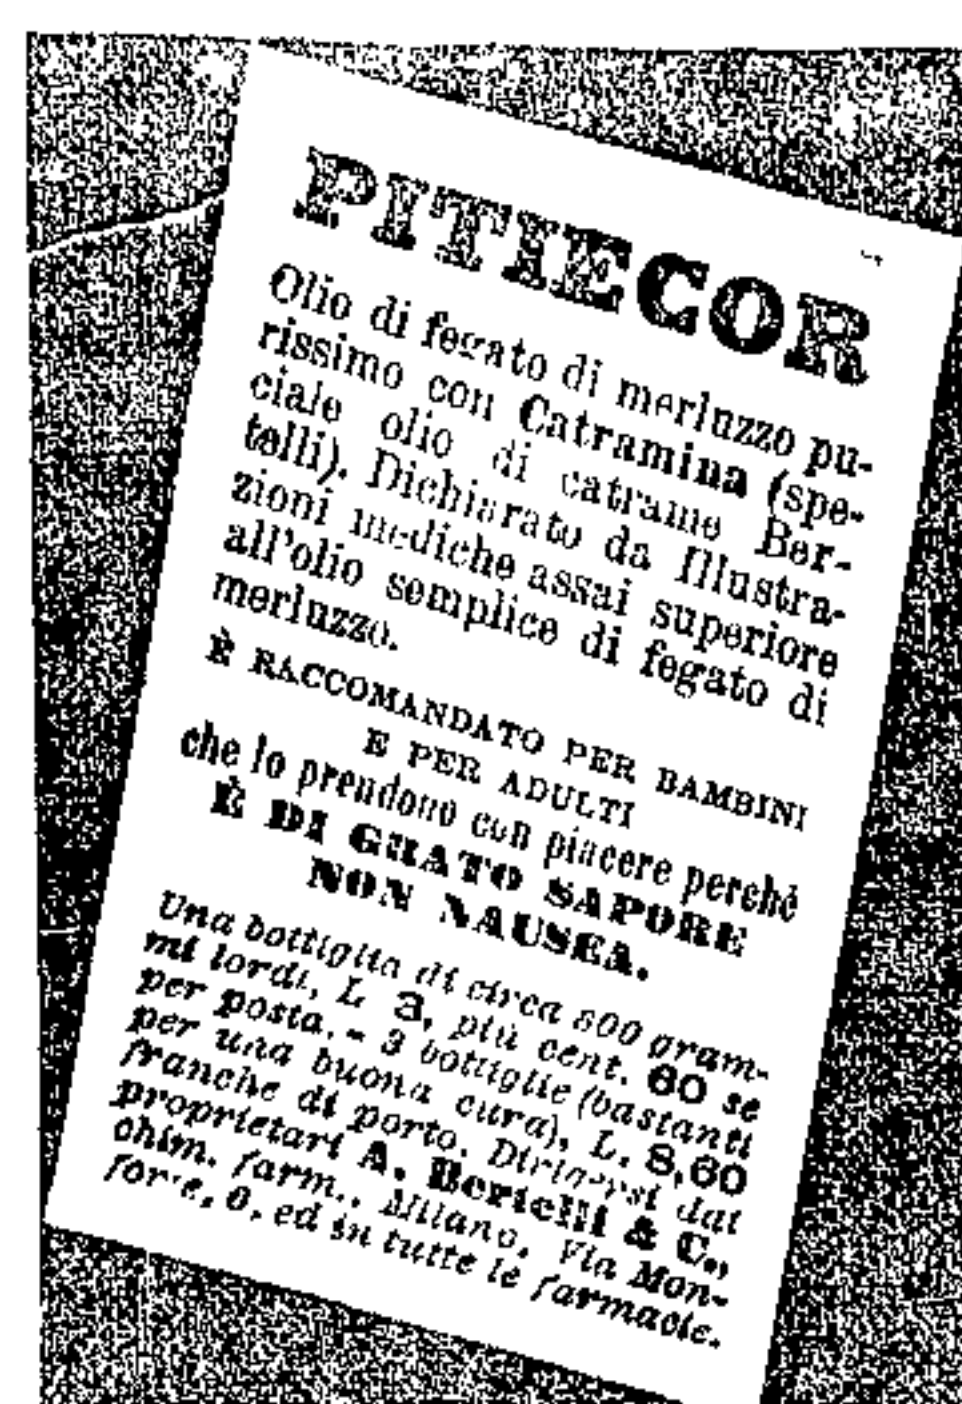 PITIECOR
Olio di fegato di merluzzo pu-
rissimo con Catramina (spe-
ciale olio di catrame Ber-
telli). Dichiarato da Illustra-
zioni mediche assai superiore
all'olio semplice di fegato di
merluzzo.
È RACCOMANDATO PER BAMBINI
E PER ADULTI
che lo prendono con piacere perchè
È DI GRATO SAPORE
NON NAUSEA.
Una bottiglia di circa gram-
mi lordi, L 3, più cent. 60 se
per posta. - 3 bottiglie (bastanti
per una buona cura), L. 8,60
franche di porto. Dirigersi dai
proprietari A. Bertelli & C.,
chim. farm., Milano, Via Mon-
forte, ed in tutte le farmacie.